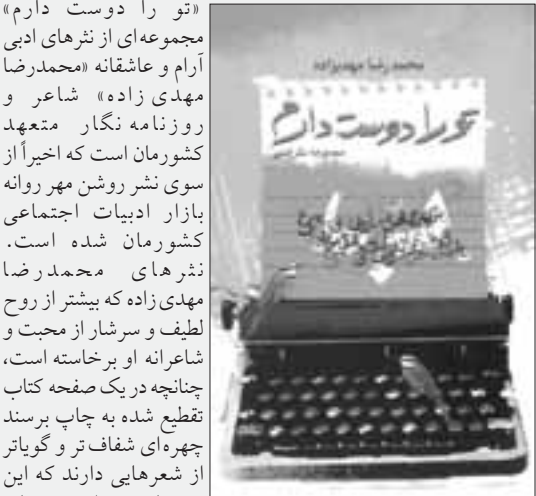 «تو را دوست دارم»
مجموعه‌ای از نثرهای ادبی
آرام و عاشقانه «محمدرضا
مهدی زاده» شاعر و
روزنامه نگار متعهد
کشورمان است که اخیراً از
سوی نشر روشن مهر روانه
بازار ادبیات اجتماعی
کشورمان شده است.
نثرهای محمدرضا
مهدی زاده که بیشتر از روح
لطیف و سرشار از محبت و
شاعرانه او برخاسته است،
چنانچه در یک صفحه کتاب
تقطیع شده به چاپ برسند
چهره‌ای شفاف تر و گویاتر
از شعرهایی دارند که این
محمدرضا مهدیزاده
تو را دوست دارم